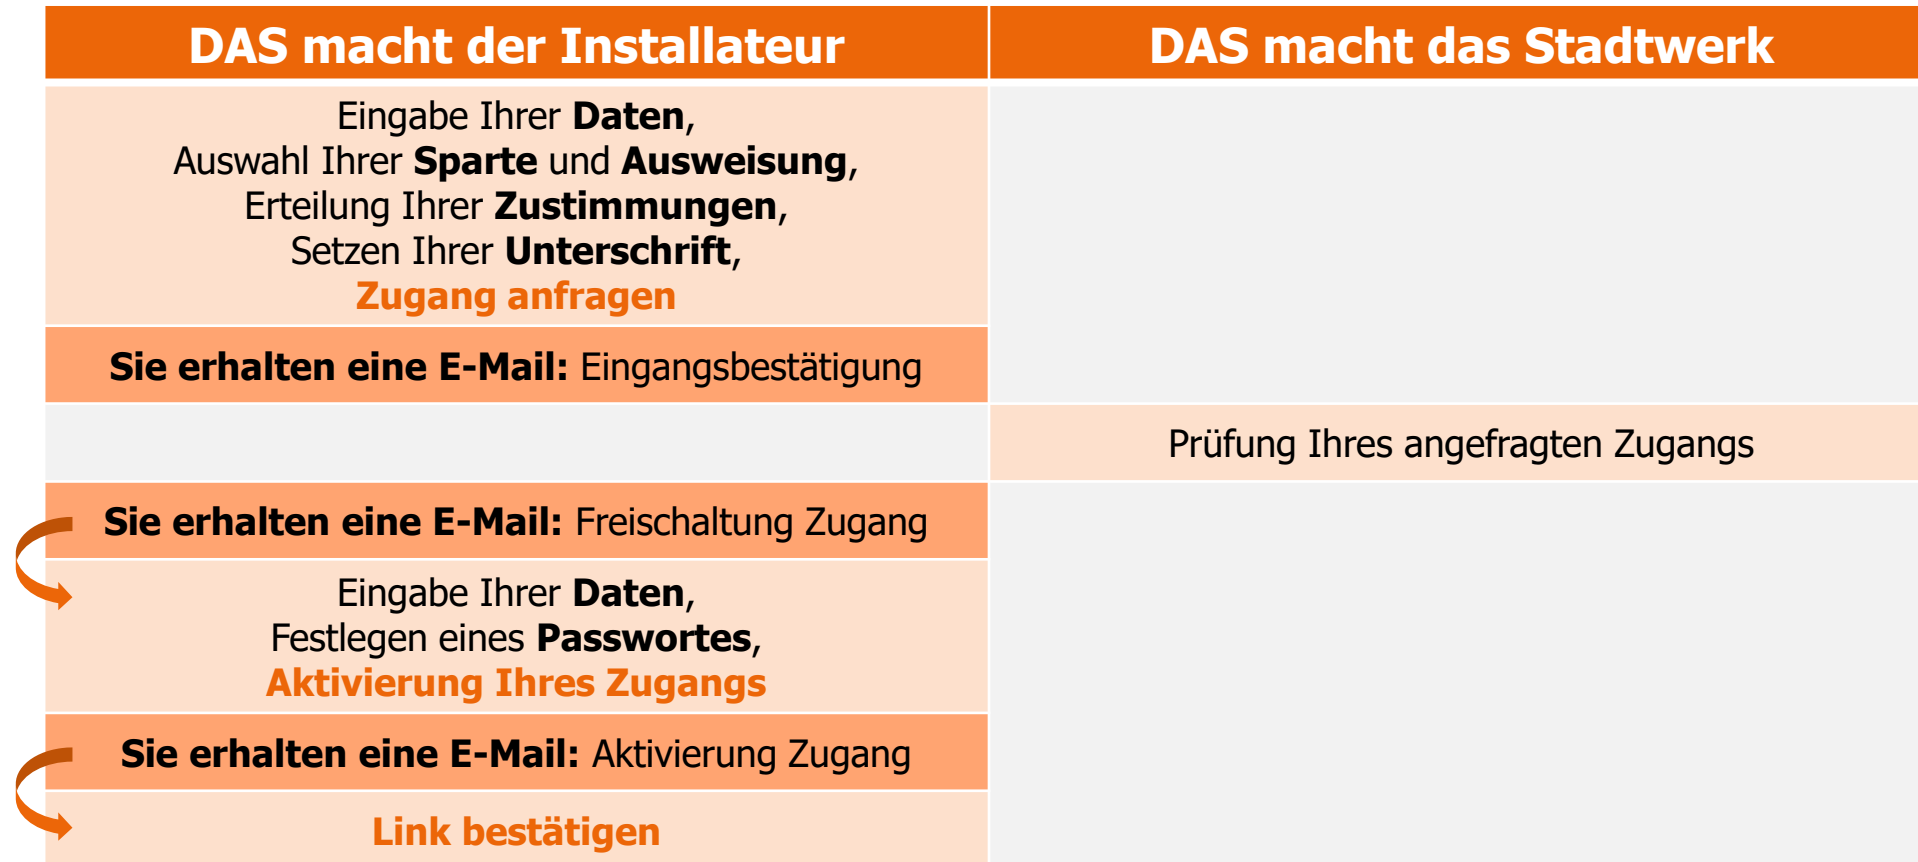 DAS macht der Installateur
DAS macht das Stadtwerk
Eingabe Ihrer Daten,
Auswahl Ihrer Sparte und Ausweisung,
Erteilung Ihrer Zustimmungen,
Setzen Ihrer Unterschrift,
Zugang anfragen
Sie erhalten eine E-Mail: Eingangsbestätigung
Prüfung Ihres angefragten Zugangs
Sie erhalten eine E-Mail: Freischaltung Zugang
Eingabe Ihrer Daten,
Festlegen eines Passwortes,
Aktivierung Ihres Zugangs
Sie erhalten eine E-Mail: Aktivierung Zugang
Link bestätigen